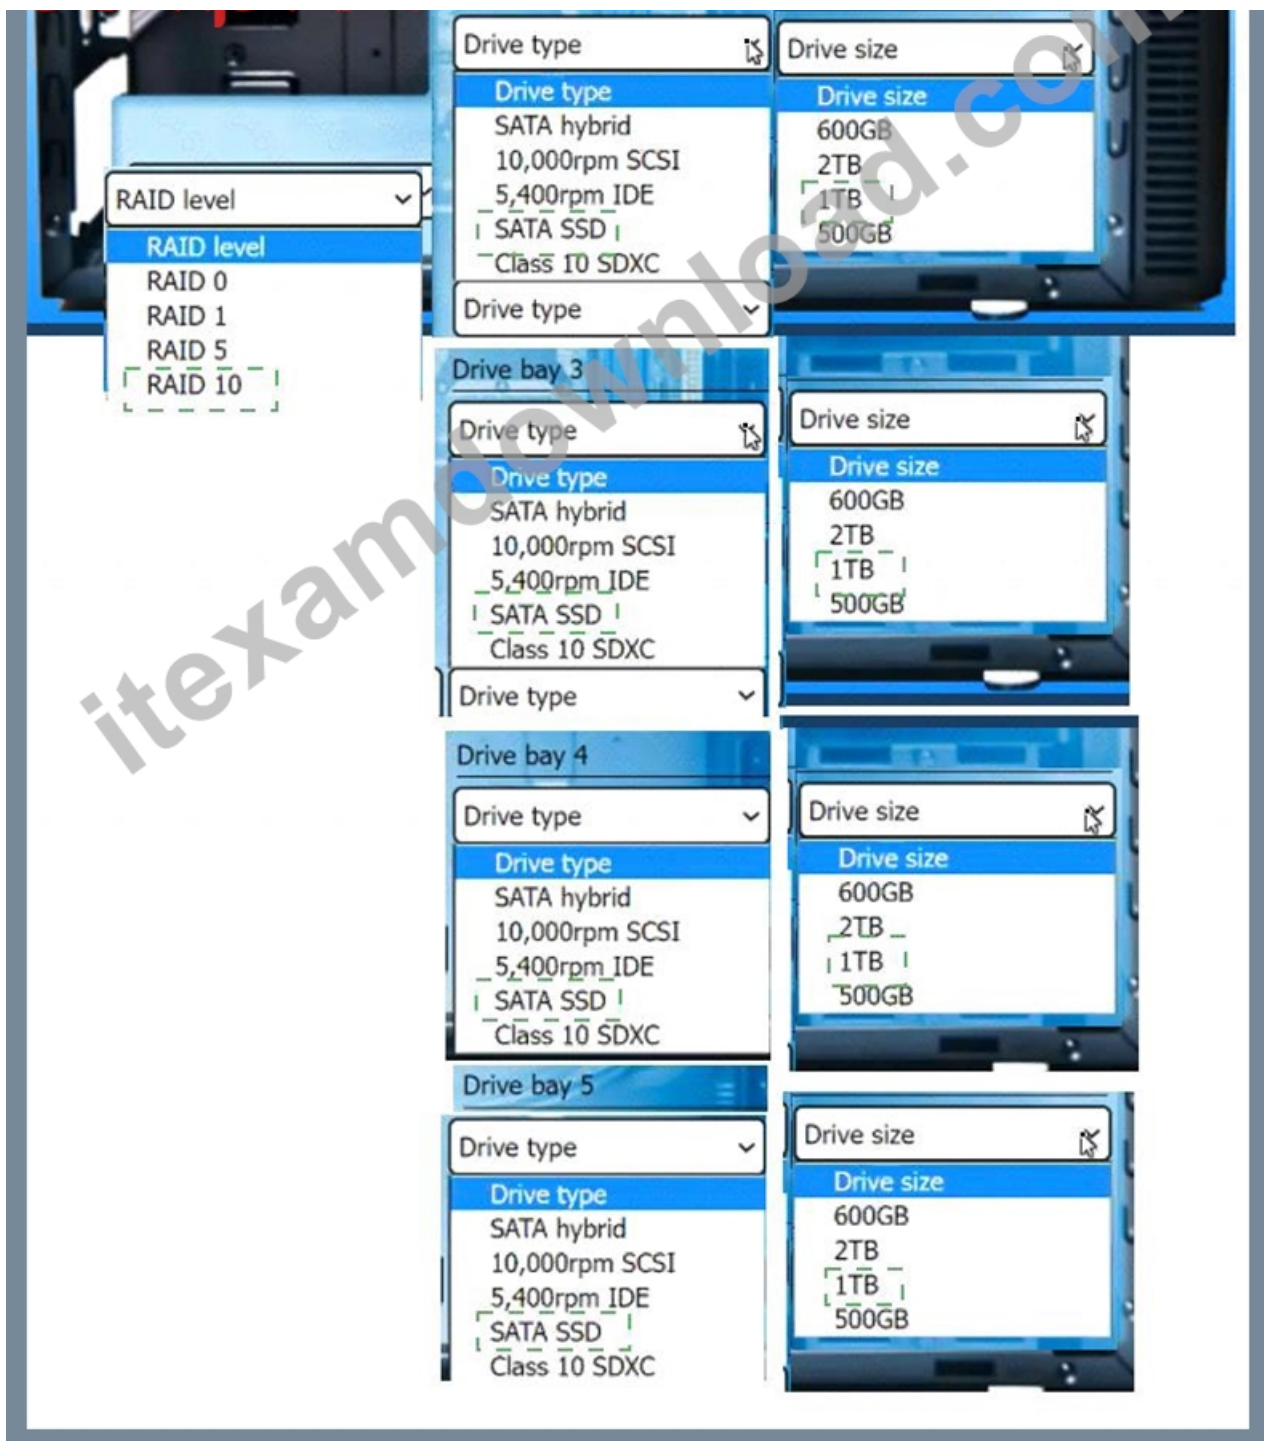 Drive type
Drive type
SATA hybrid
10,000rpm SCSI
5,400rpm IDE
SATA SSD
Class 10 SDXC
Drive type
Drive size
Drive size
600GB
2TB
1TB
500GB
RAID level
RAID level
RAID 0
RAID 1
RAID 5
RAID 10
Drive bay 3
Drive type
Drive type
SATA hybrid
10,000rpm SCSI
5,400rpm IDE
SATA SSD
Class 10 SDXC
Drive type
Drive size
Drive size
600GB
2TB
1TB
500GB
Drive bay 4
Drive type
Drive type
SATA hybrid
10,000rpm SCSI
5,400rpm IDE
SATA SSD
Class 10 SDXC
Drive size
Drive size
600GB
2TB
1TB
500GB
Drive bay 5
Drive type
Drive type
SATA hybrid
10,000rpm SCSI
5,400rpm IDE
SATA SSD
Class 10 SDXC
Drive size
Drive size
600GB
2TB
1TB
500GB
itexamdownload.com